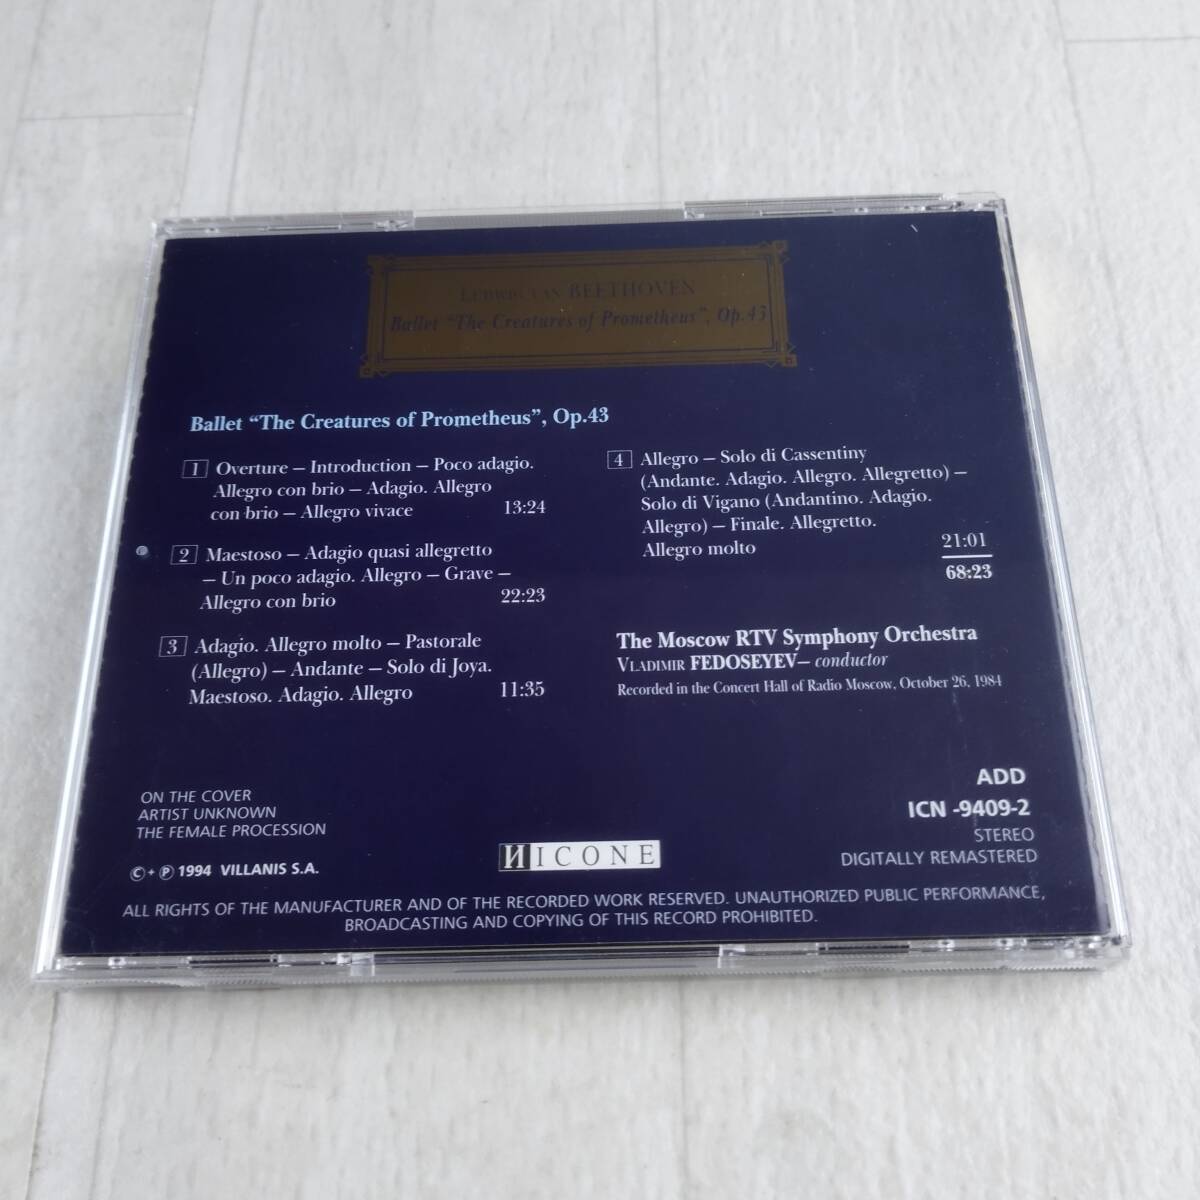 LUDWIG VAN BEETHOVEN
Ballet “The Creatures of Prometheus”, Op.43
Ballet “The Creatures of Prometheus”, Op.43
1 Overture – Introduction – Poco adagio.
Allegro con brio – Adagio. Allegro
con brio – Allegro vivace 13:24
2 Maestoso – Adagio quasi allegretto
– Un poco adagio. Allegro – Grave –
Allegro con brio 22:23
3 Adagio. Allegro molto – Pastorale
(Allegro) – Andante – Solo di Joya.
Maestoso. Adagio. Allegro 11:35
4 Allegro – Solo di Cassentiny
(Andante. Adagio. Allegro. Allegretto) –
Solo di Vigano (Andantino. Adagio.
Allegro) – Finale. Allegretto.
Allegro molto 21:01
68:23
The Moscow RTV Symphony Orchestra
VLADIMIR FEDOSEYEV – conductor
Recorded in the Concert Hall of Radio Moscow, October 26, 1984
ON THE COVER
ARTIST UNKNOWN
THE FEMALE PROCESSION
© + ℗ 1994 VILLANIS S.A.
ИICONE
ADD
ICN -9409-2
STEREO
DIGITALLY REMASTERED
ALL RIGHTS OF THE MANUFACTURER AND OF THE RECORDED WORK RESERVED. UNAUTHORIZED PUBLIC PERFORMANCE,
BROADCASTING AND COPYING OF THIS RECORD PROHIBITED.